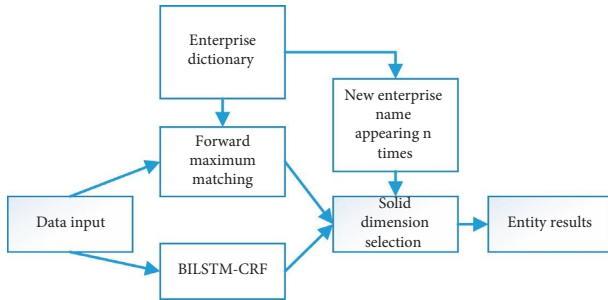 Enterprise
dictionary
New enterprise
name
appearing n
times
Forward
maximum
matching
Data input
Solid
dimension
selection
Entity results
BILSTM-CRF